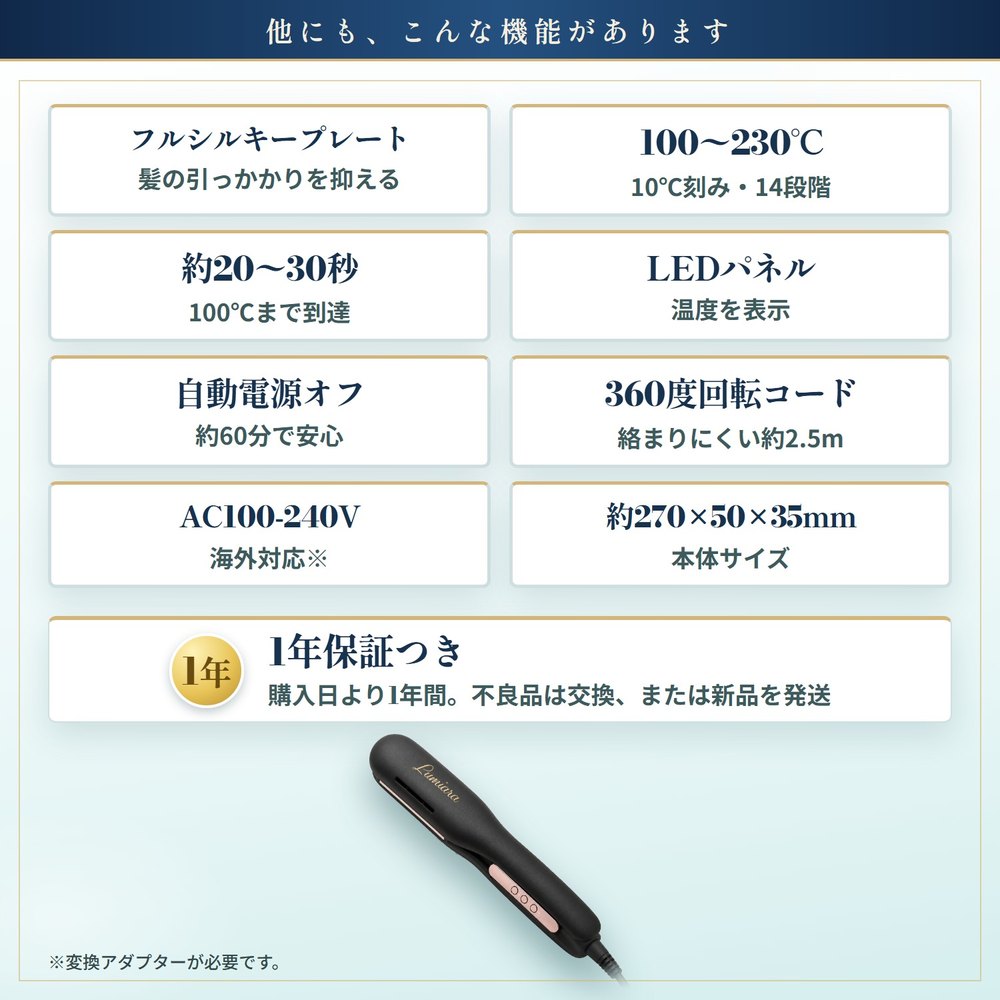 他にも、こんな機能があります
フルシルキープレート
髪の引っかかりを抑える
100〜230℃
10℃刻み・14段階
約20〜30秒
100℃まで到達
LEDパネル
温度を表示
自動電源オフ
約60分で安心
360度回転コード
絡まりにくい約2.5m
AC100-240V
海外対応※
約270×50×35mm
本体サイズ
1年
1年保証つき
購入日より1年間。不良品は交換、または新品を発送
Lumiara
※変換アダプターが必要です。